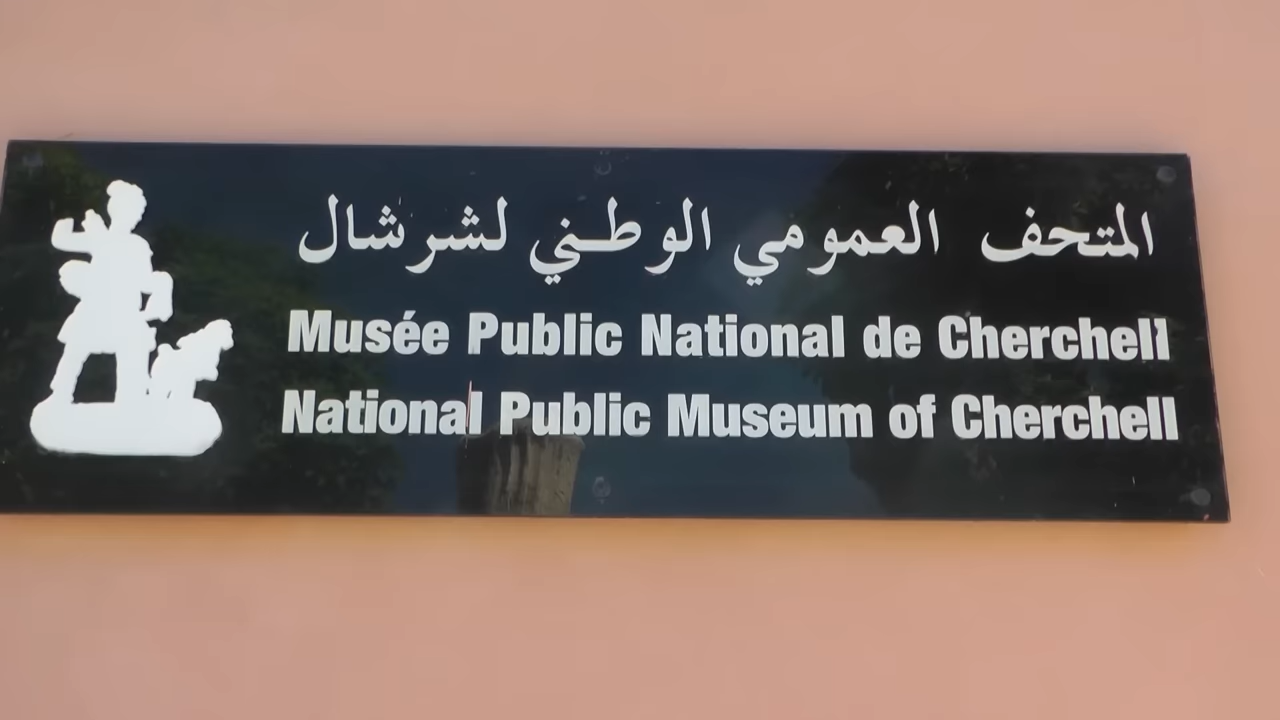 المتحف العمومي الوطني لشرشال
Musée Public National de Cherchell
National Public Museum of Cherchell